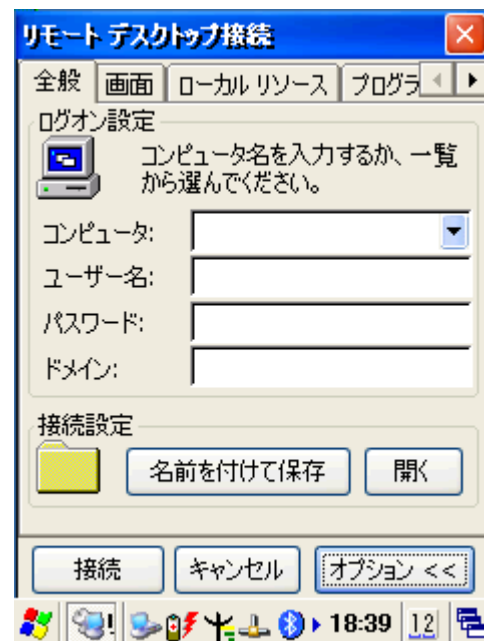 リモート デスクトップ接続
全般 画面 ローカル リソース プログラ
ログオン設定
コンピュータ名を入力するか、一覧
から選んでください。
コンピュータ:
ユーザー名:
パスワード:
ドメイン:
接続設定
名前を付けて保存 開く
接続 キャンセル オプション <<
18:39 12